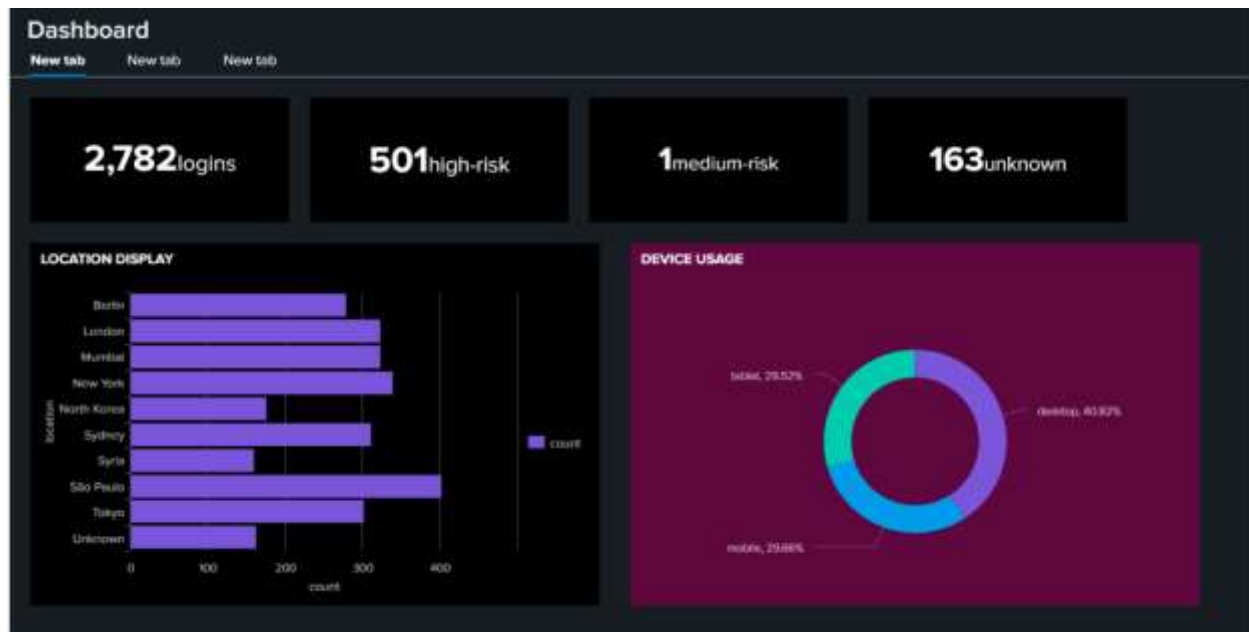 Dashboard
New tab New tab New tab
2,782logins
501high-risk
1medium-risk
163unknown
LOCATION DISPLAY
location
Berlin
London
Mumbai
New York
North Korea
Sydney
Syria
São Paulo
Tokyo
Unknown
0 100 200 300 400
count
count
DEVICE USAGE
tablet, 29.52%
desktop, 40.82%
mobile, 29.66%